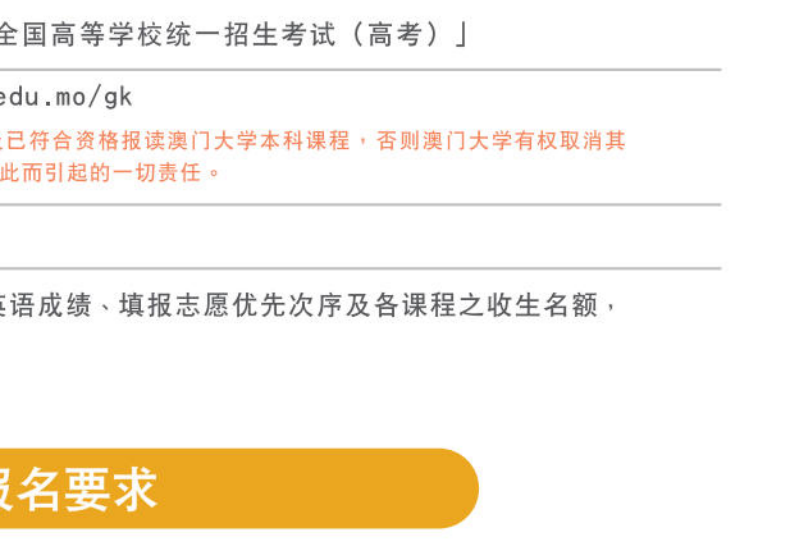 全国高等学校统一招生考试（高考）」
edu.mo/gk
已符合资格报读澳门大学本科课程，否则澳门大学有权取消其
此而引起的一切责任。
英语成绩、填报志愿优先次序及各课程之收生名额，
报名要求